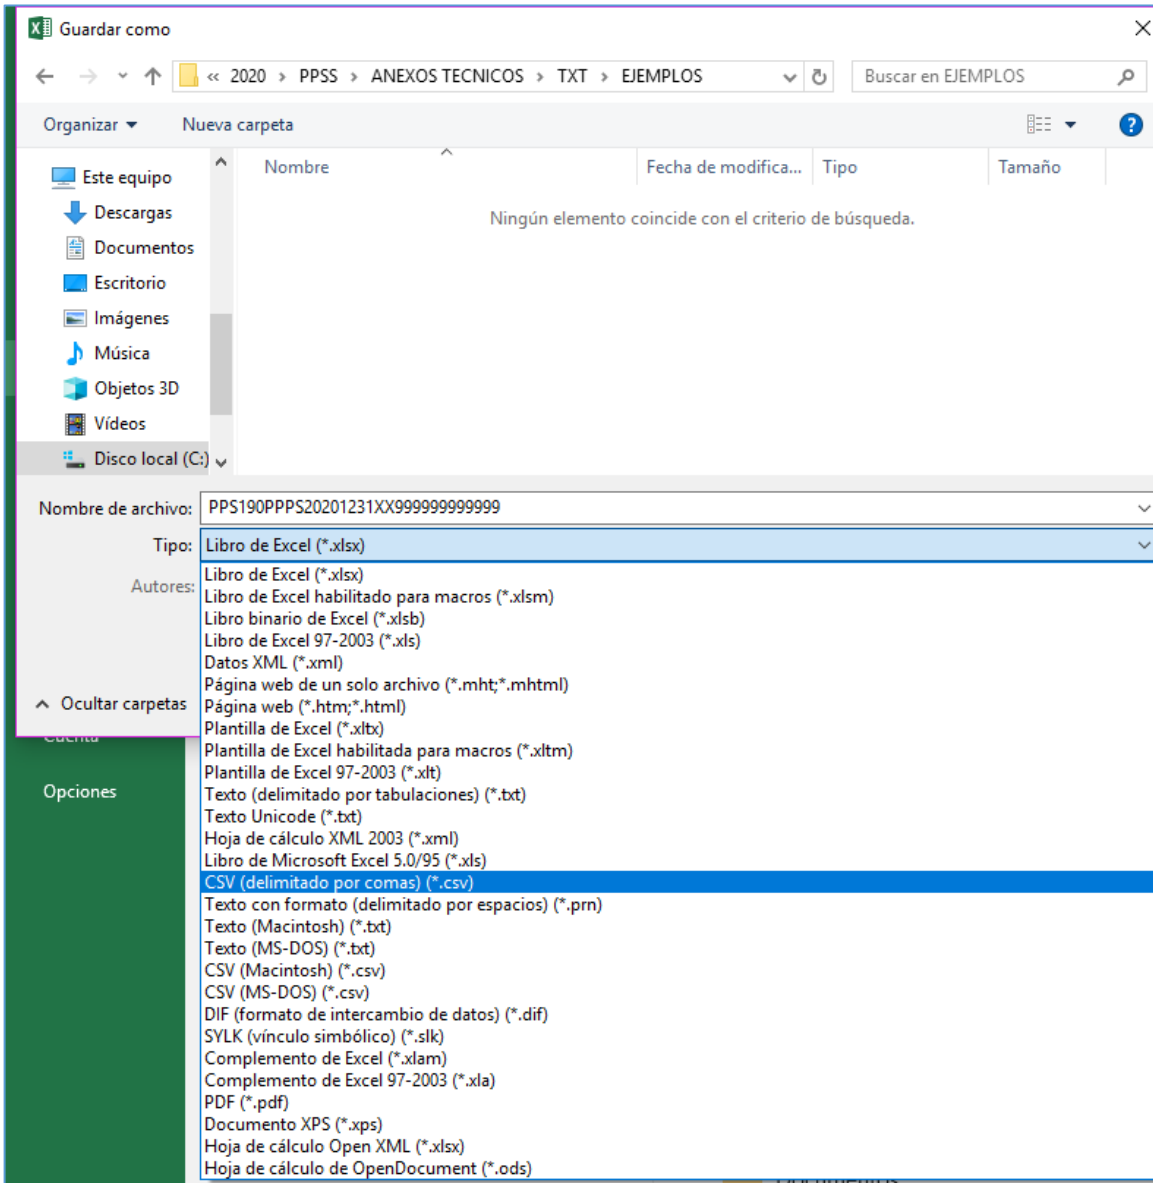 Guardar como
« 2020 > PPSS > ANEXOS TECNICOS > TXT > EJEMPLOS
Buscar en EJEMPLOS
Organizar
Nueva carpeta
Nombre
Fecha de modifica...
Tipo
Tamaño
Este equipo
Descargas
Documentos
Escritorio
Imágenes
Música
Objetos 3D
Vídeos
Disco local (C:)
Ningún elemento coincide con el criterio de búsqueda.
Nombre de archivo: PPS190PPPS20201231XX999999999999
Tipo: Libro de Excel (*.xlsx)
Autores:
Libro de Excel (*.xlsx)
Libro de Excel habilitado para macros (*.xlsm)
Libro binario de Excel (*.xlsb)
Libro de Excel 97-2003 (*.xls)
Datos XML (*.xml)
Página web de un solo archivo (*.mht;*.mhtml)
Página web (*.htm;*.html)
Plantilla de Excel (*.xltx)
Plantilla de Excel habilitada para macros (*.xltm)
Plantilla de Excel 97-2003 (*.xlt)
Texto (delimitado por tabulaciones) (*.txt)
Texto Unicode (*.txt)
Hoja de cálculo XML 2003 (*.xml)
Libro de Microsoft Excel 5.0/95 (*.xls)
CSV (delimitado por comas) (*.csv)
Texto con formato (delimitado por espacios) (*.prn)
Texto (Macintosh) (*.txt)
Texto (MS-DOS) (*.txt)
CSV (Macintosh) (*.csv)
CSV (MS-DOS) (*.csv)
DIF (formato de intercambio de datos) (*.dif)
SYLK (vínculo simbólico) (*.slk)
Complemento de Excel (*.xlam)
Complemento de Excel 97-2003 (*.xla)
PDF (*.pdf)
Documento XPS (*.xps)
Hoja de cálculo Open XML (*.xlsx)
Hoja de cálculo de OpenDocument (*.ods)
Ocultar carpetas
Cuenta
Opciones